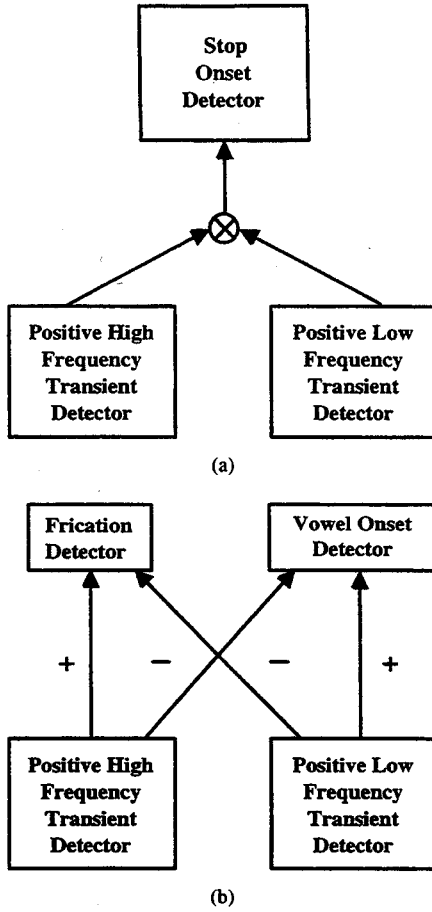 Stop
Onset
Detector
Positive High
Frequency
Transient
Detector
Positive Low
Frequency
Transient
Detector
(a)
Frication
Detector
Vowel Onset
Detector
+
−
−
+
Positive High
Frequency
Transient
Detector
Positive Low
Frequency
Transient
Detector
(b)